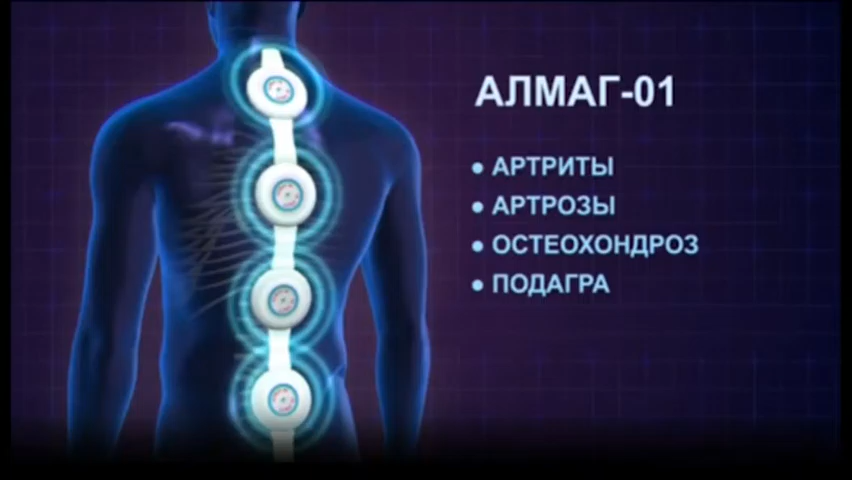 АЛМАГ-01
● АРТРИТЫ
● АРТРОЗЫ
● ОСТЕОХОНДРОЗ
● ПОДАГРА